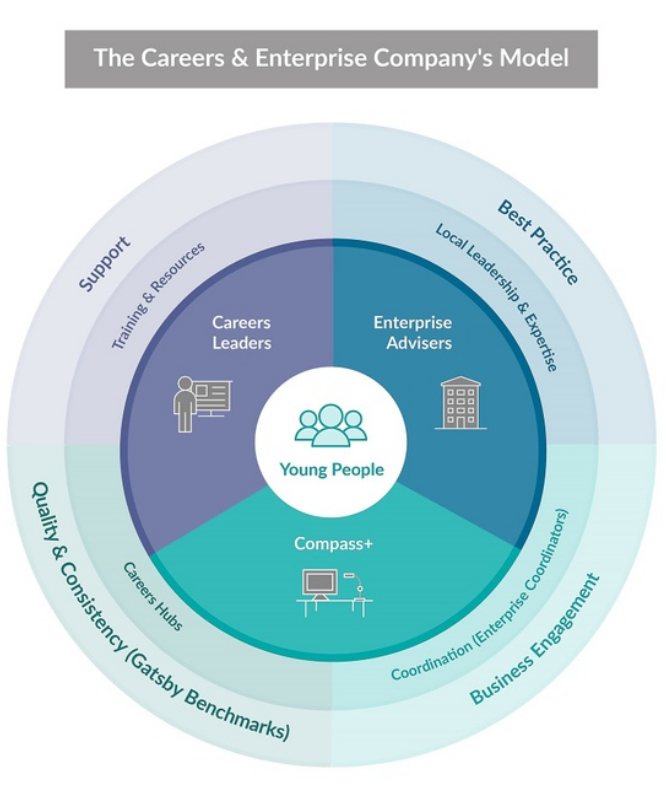 The Careers & Enterprise Company's Model
Support
Training & Resources
Best Practice
Local Leadership & Expertise
Careers
Leaders
Enterprise
Advisers
Young People
Compass+
Careers Hubs
Quality & Consistency (Gatsby Benchmarks)
Coordination (Enterprise Coordinators)
Business Engagement